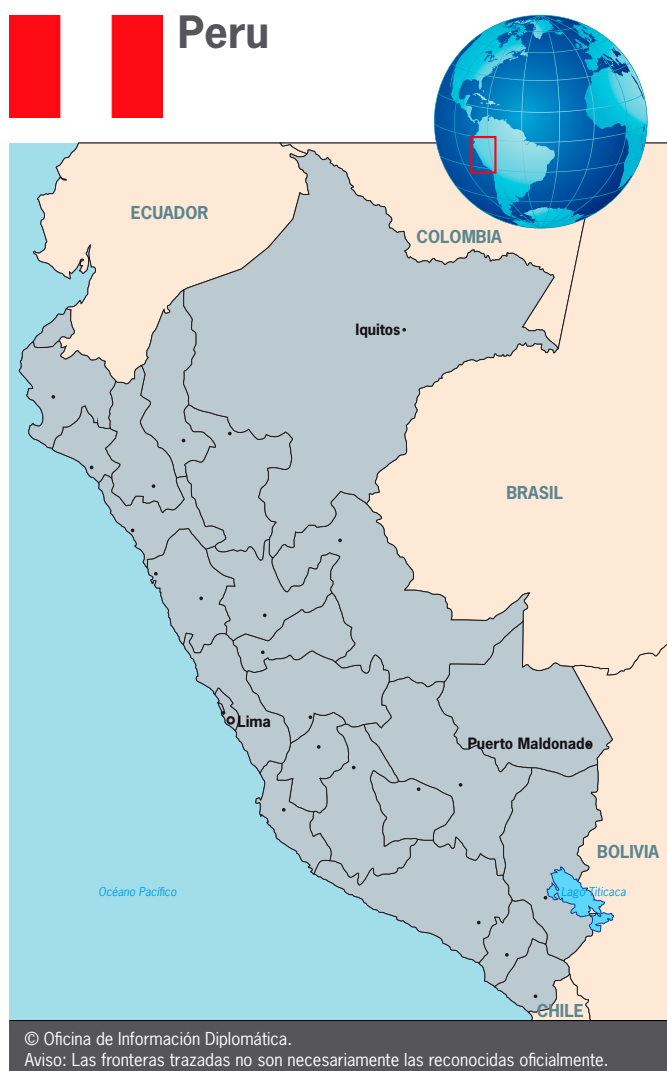 Peru
ECUADOR
COLOMBIA
Iquitos
BRASIL
Lima
Puerto Maldonado
BOLIVIA
Océano Pacífico
Lago Titicaca
CHILE
© Oficina de Información Diplomática.
Aviso: Las fronteras trazadas no son necesariamente las reconocidas oficialmente.